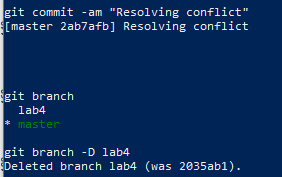 git commit -am "Resolving conflict"
[master 2ab7afb] Resolving conflict
git branch
  lab4
* master
git branch -D lab4
Deleted branch lab4 (was 2035ab1).